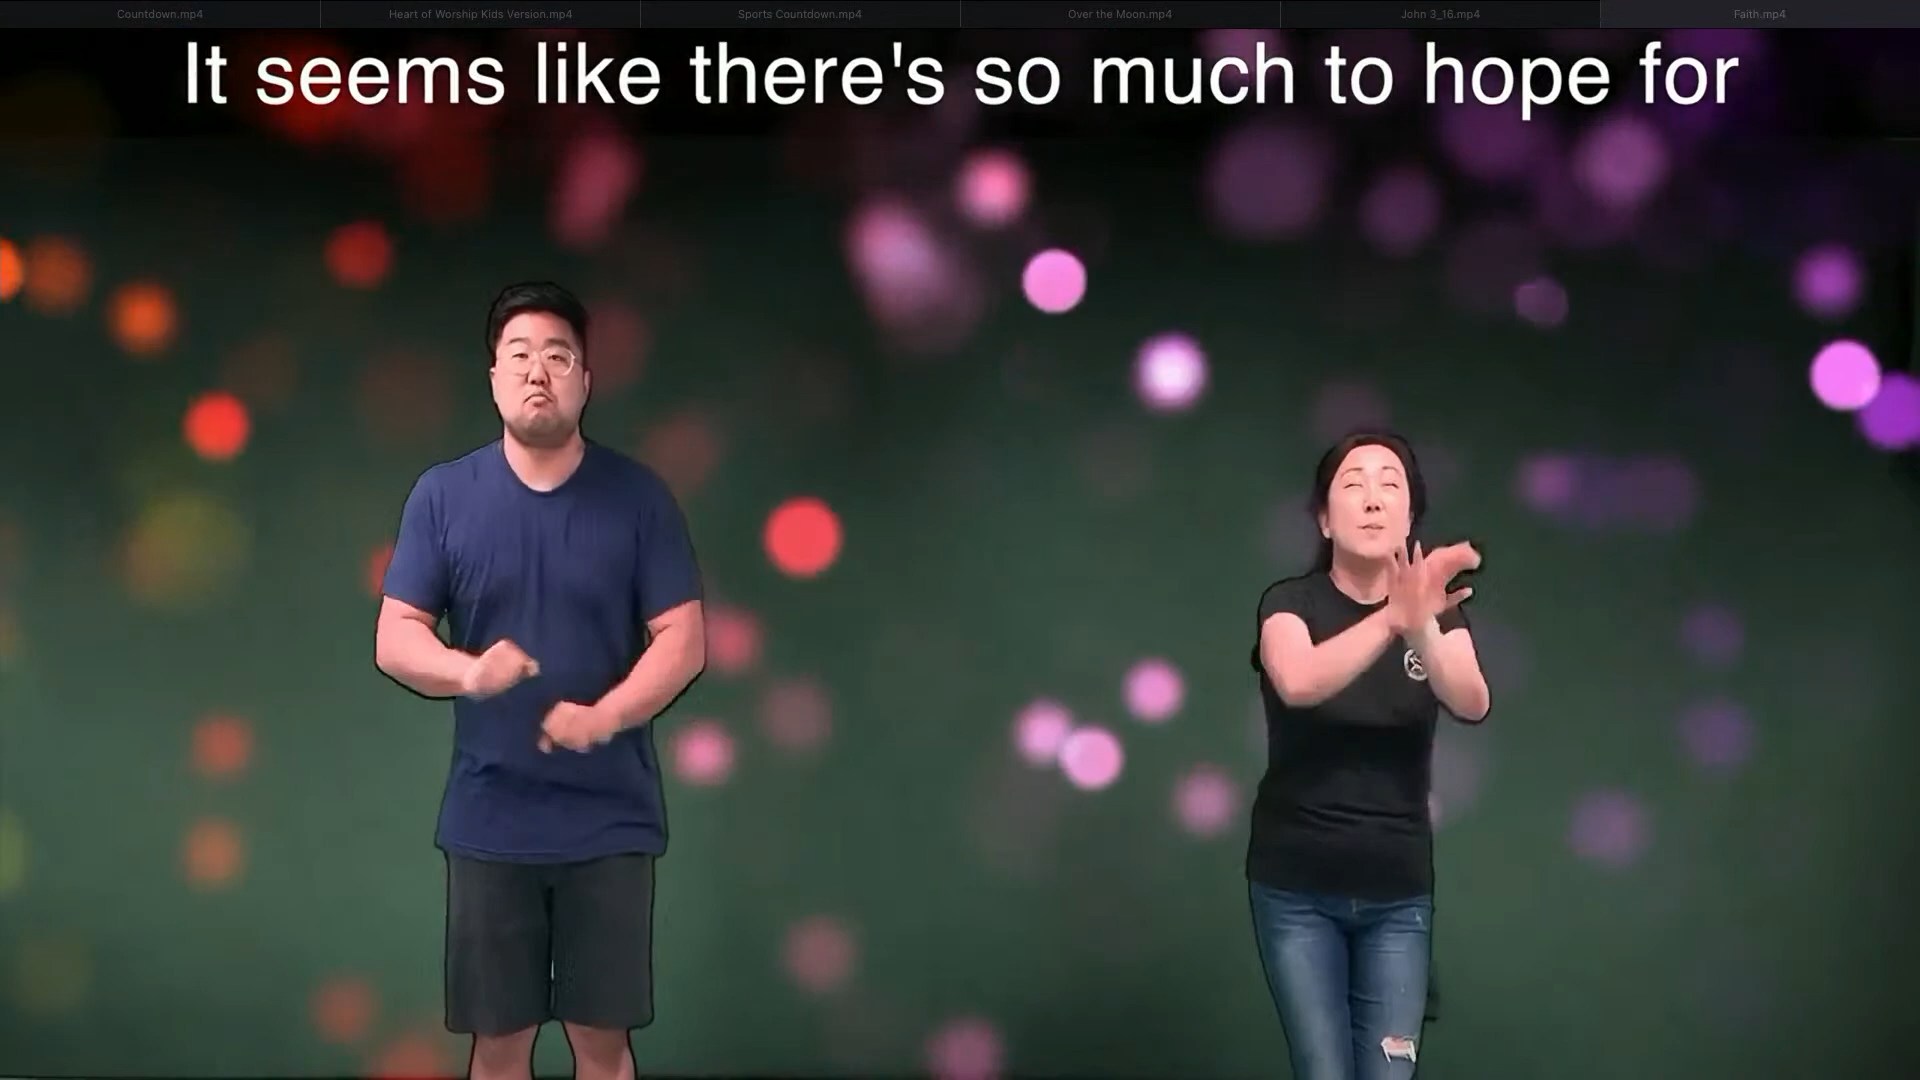 Countdown.mp4
Heart of Worship Kids Version.mp4
Sports Countdown.mp4
Over the Moon.mp4
John 3_16.mp4
Faith.mp4
It seems like there's so much to hope for